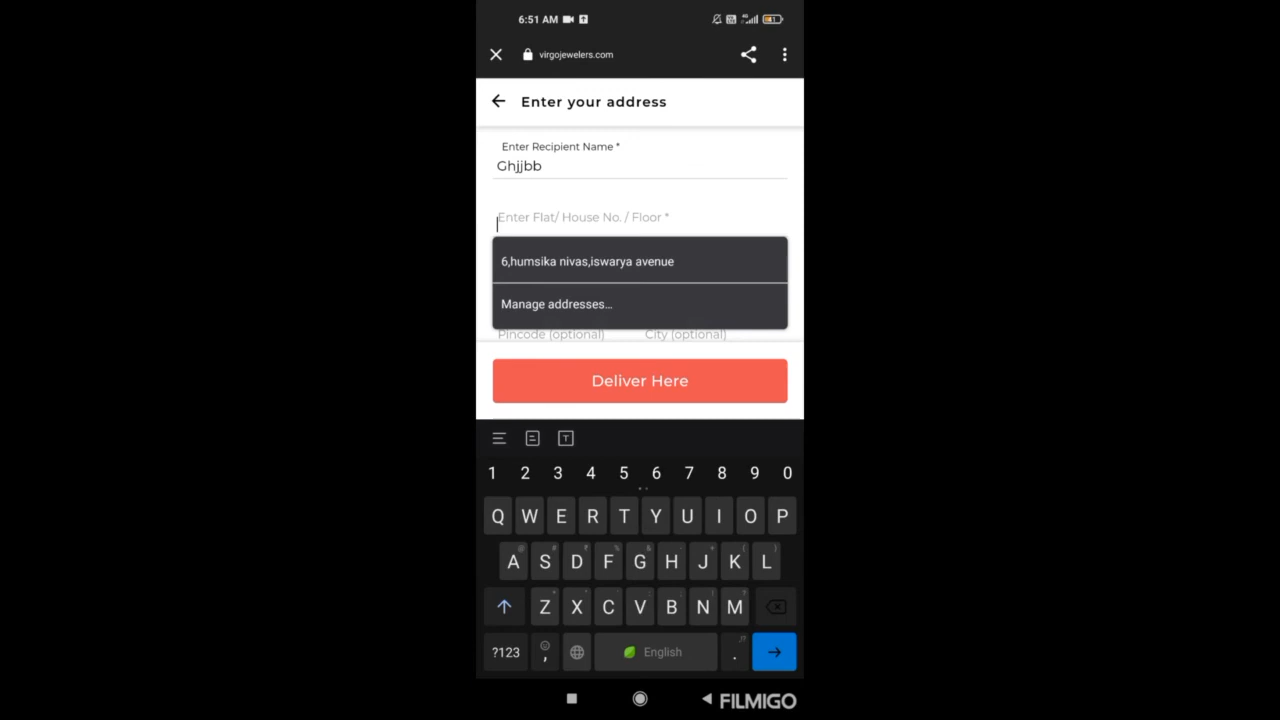 6:51 AM
virgojewelers.com
Enter your address
Enter Recipient Name *
Ghjjbb
Enter Flat/ House No. / Floor *
6,humsika nivas,iswarya avenue
Manage addresses...
Pincode (optional) City (optional)
Deliver Here
1 2 3 4 5 6 7 8 9 0
Q W E R T Y U I O P
A S D F G H J K L
Z X C V B N M
?123 , English .
FILMIGO